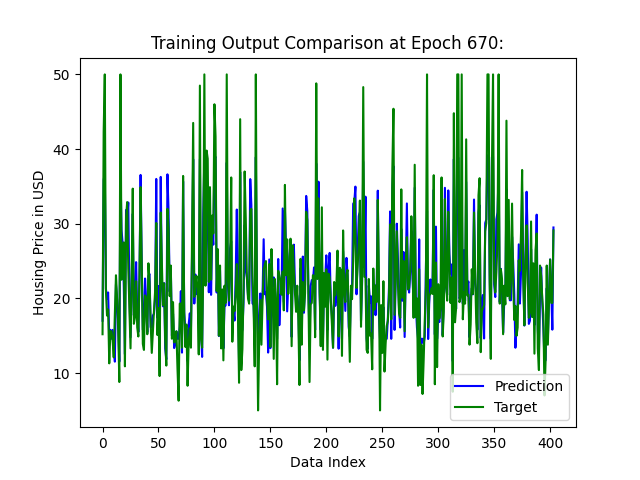 Training Output Comparison at Epoch 670:
Housing Price in USD
50
40
30
20
10
0
50
100
150
200
250
300
350
400
Data Index
Prediction
Target